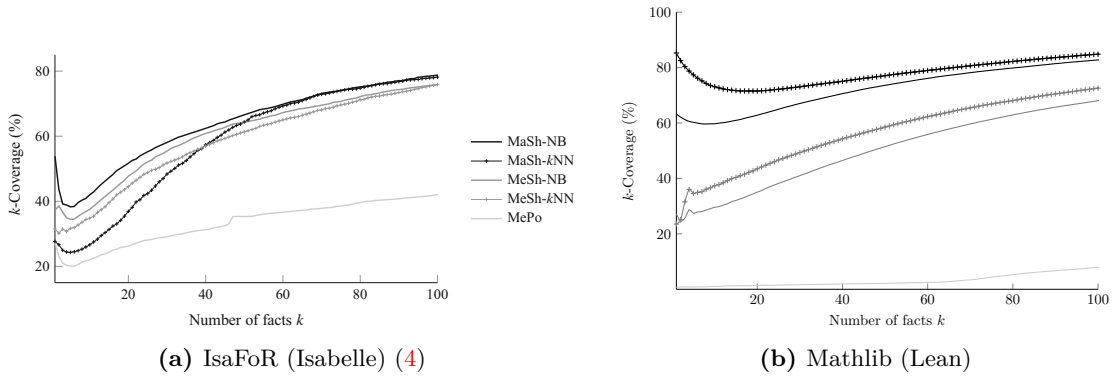 80
60
40
20
20
40
60
80
100
k-Coverage (%)
Number of facts k
MaSh-NB
MaSh-kNN
MeSh-NB
MeSh-kNN
MePo
(a) IsaFoR (Isabelle) (4)
100
80
60
40
20
20
40
60
80
100
k-Coverage (%)
Number of facts k
(b) Mathlib (Lean)